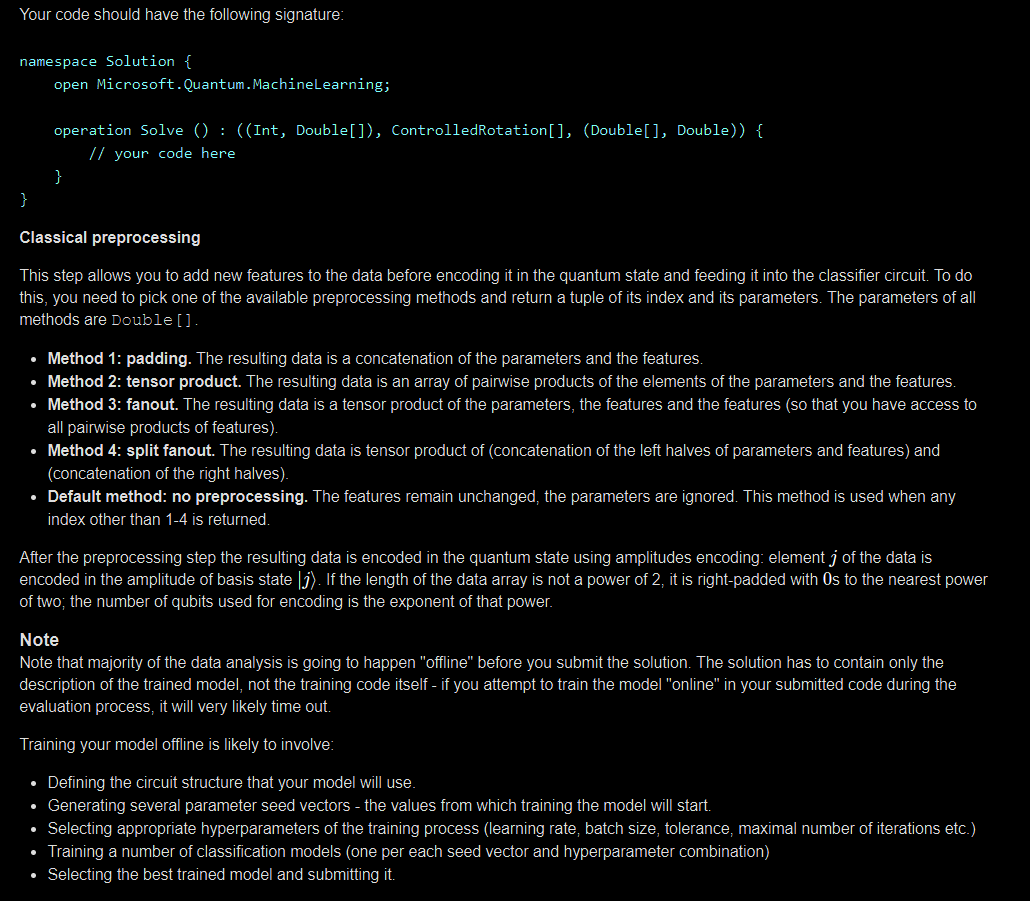 Your code should have the following signature:
namespace Solution {
open Microsoft.Quantum.MachineLearning;
operation Solve () : ((Int, Double[]), ControlledRotation[], (Double[], Double)) {
// your code here
}
}
Classical preprocessing
This step allows you to add new features to the data before encoding it in the quantum state and feeding it into the classifier circuit. To do
this, you need to pick one of the available preprocessing methods and return a tuple of its index and its parameters. The parameters of all
methods are Double[].
• Method 1: padding. The resulting data is a concatenation of the parameters and the features.
• Method 2: tensor product. The resulting data is an array of pairwise products of the elements of the parameters and the features.
• Method 3: fanout. The resulting data is a tensor product of the parameters, the features and the features (so that you have access to
all pairwise products of features).
• Method 4: split fanout. The resulting data is tensor product of (concatenation of the left halves of parameters and features) and
(concatenation of the right halves).
• Default method: no preprocessing. The features remain unchanged, the parameters are ignored. This method is used when any
index other than 1-4 is returned.
After the preprocessing step the resulting data is encoded in the quantum state using amplitudes encoding: element j of the data is
encoded in the amplitude of basis state |j⟩. If the length of the data array is not a power of 2, it is right-padded with 0s to the nearest power
of two; the number of qubits used for encoding is the exponent of that power.
Note
Note that majority of the data analysis is going to happen "offline" before you submit the solution. The solution has to contain only the
description of the trained model, not the training code itself - if you attempt to train the model "online" in your submitted code during the
evaluation process, it will very likely time out.
Training your model offline is likely to involve:
• Defining the circuit structure that your model will use.
• Generating several parameter seed vectors - the values from which training the model will start.
• Selecting appropriate hyperparameters of the training process (learning rate, batch size, tolerance, maximal number of iterations etc.)
• Training a number of classification models (one per each seed vector and hyperparameter combination)
• Selecting the best trained model and submitting it.